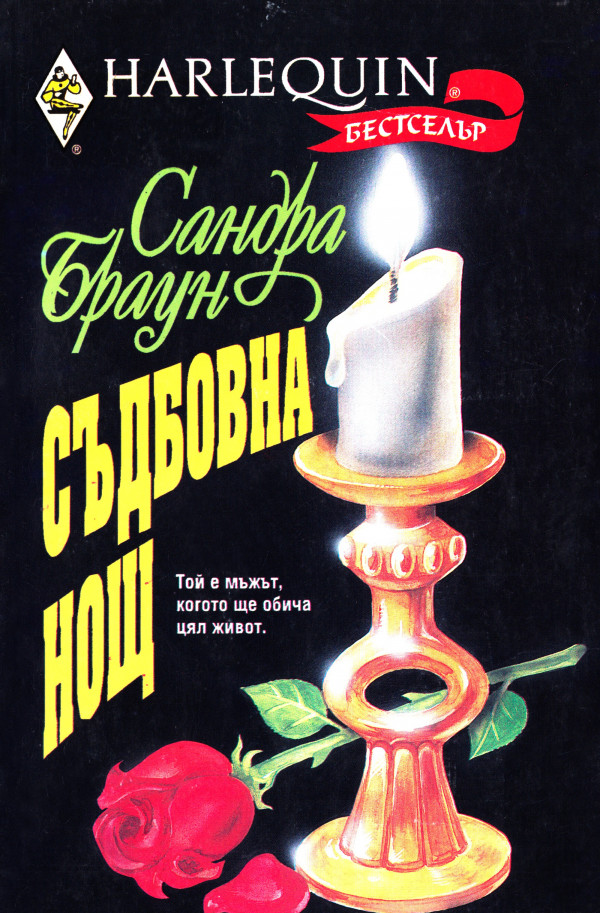 HARLEQUIN®
БЕСТСЕЛЪР
®
Сандра
Браун
СЪДБОВНА
НОЩ
Той е мъжът,
когото ще обича
цял живот.